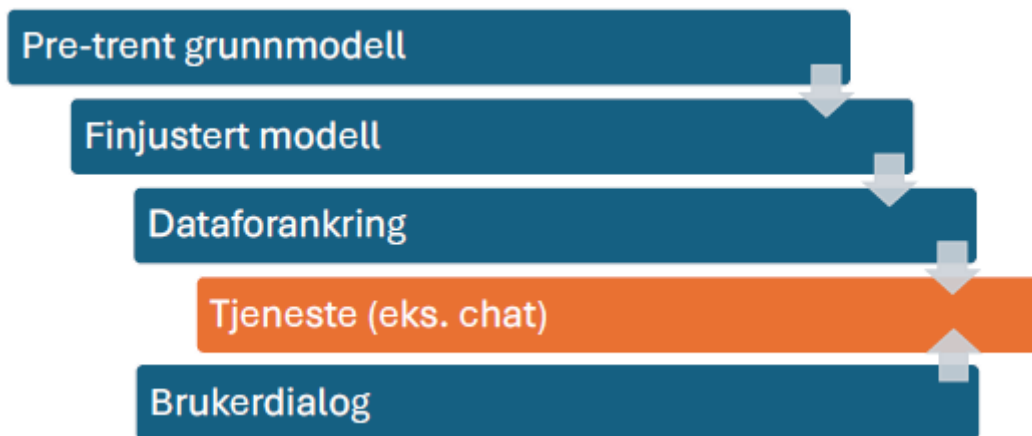 Pre-trent grunnmodell
Finjustert modell
Dataforankring
Tjeneste (eks. chat)
Brukerdialog